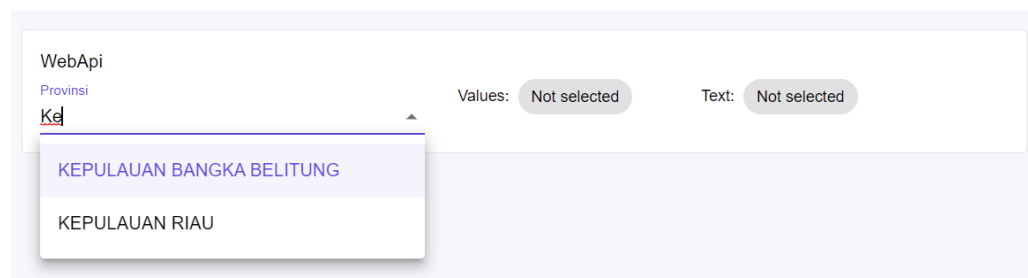 WebApi
Provinsi
Ke
Values: Not selected Text: Not selected
KEPULAUAN BANGKA BELITUNG
KEPULAUAN RIAU